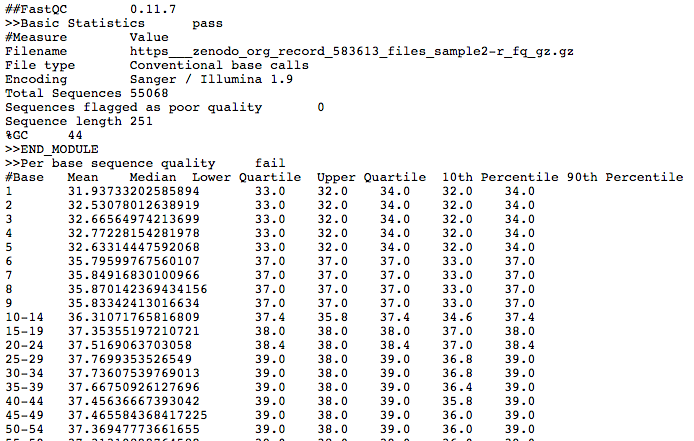 ##FastQC 0.11.7
>>Basic Statistics pass
#Measure Value
Filename https___zenodo_org_record_583613_files_sample2-r_fq_gz.gz
File type Conventional base calls
Encoding Sanger / Illumina 1.9
Total Sequences 55068
Sequences flagged as poor quality 0
Sequence length 251
%GC 44
>>END_MODULE
>>Per base sequence quality fail
#Base Mean Median Lower Quartile Upper Quartile 10th Percentile 90th Percentile
1 31.93733202585894 33.0 32.0 34.0 32.0 34.0
2 32.53078012638919 33.0 32.0 34.0 32.0 34.0
3 32.66564974213699 33.0 32.0 34.0 32.0 34.0
4 32.77228154281978 33.0 32.0 34.0 32.0 34.0
5 32.63314447592068 33.0 32.0 34.0 32.0 34.0
6 35.79599767560107 37.0 37.0 37.0 33.0 37.0
7 35.84916830100966 37.0 37.0 37.0 33.0 37.0
8 35.870142369434156 37.0 37.0 37.0 33.0 37.0
9 35.83342413016634 37.0 37.0 37.0 33.0 37.0
10-14 36.31071765816809 37.4 35.8 37.4 34.6 37.4
15-19 37.35355197210721 38.0 38.0 38.0 37.0 38.0
20-24 37.5169063703058 38.4 38.0 38.4 37.0 38.4
25-29 37.7699353526549 39.0 38.0 39.0 36.8 39.0
30-34 37.73607539769013 39.0 38.0 39.0 36.8 39.0
35-39 37.66750926127696 39.0 38.0 39.0 36.4 39.0
40-44 37.45636667393042 39.0 38.0 39.0 35.8 39.0
45-49 37.465584368417225 39.0 38.0 39.0 36.0 39.0
50-54 37.36947773661655 39.0 38.0 39.0 36.0 39.0